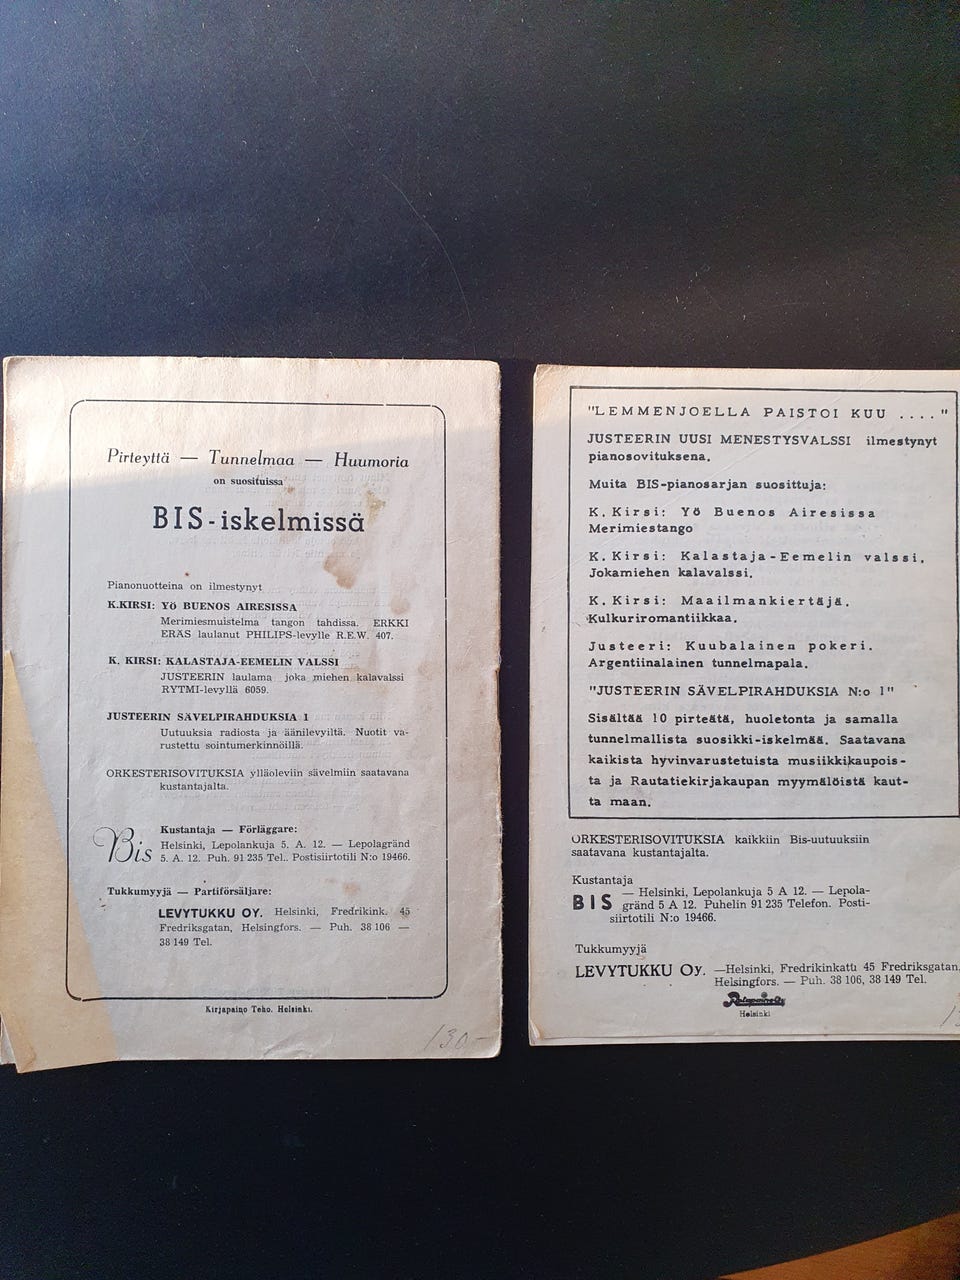 Pirteyttä — Tunnelmaa — Huumoria
on suosituissa
BIS-iskelmissä
Pianonuotteina on ilmestynyt
K.KIRSI: YÖ BUENOS AIRESISSA
Merimiesmuistelma tangon tahdissa. ERKKI
ERÄS laulanut PHILIPS-levylle R.E.W. 407.
K. KIRSI: KALASTAJA-EEMELIN VALSSI
JUSTEERIN laulama joka miehen kalavalssi
RYTMI-levyllä 6059.
JUSTEERIN SÄVELPIRAHDUKSIA 1
Uutuuksia radiosta ja äänilevyiltä. Nuotit va-
rustettu sointumerkinnöillä.
ORKESTERISOVITUKSIA ylläoleviin sävelmiin saatavana
kustantajalta.
Bis
Kustantaja — Förläggare:
Helsinki, Lepolankuja 5. A. 12. — Lepolagränd
5. A. 12. Puh. 91 235 Tel.. Postisiirtotili N:o 19466.
Tukkumyyjä — Partiförsäljare:
LEVYTUKKU OY. Helsinki, Fredrikink. 45
Fredriksgatan, Helsingfors. — Puh. 38 106 —
38 149 Tel.
Kirjapaino Teho. Helsinki.
130-
"LEMMENJOELLA PAISTOI KUU ...."
JUSTEERIN UUSI MENESTYSVALSSI ilmestynyt
pianosovituksena.
Muita BIS-pianosarjan suosittuja:
K. Kirsi: Yö Buenos Airesissa
Merimiestango
K. Kirsi: Kalastaja-Eemelin valssi.
Jokamiehen kalavalssi.
K. Kirsi: Maailmankiertäjä.
Kulkuriromantiikkaa.
Justeeri: Kuubalainen pokeri.
Argentiinalainen tunnelmapala.
"JUSTEERIN SÄVELPIRAHDUKSIA N:o 1"
Sisältää 10 pirteätä, huoletonta ja samalla
tunnelmallista suosikki-iskelmää. Saatavana
kaikista hyvinvarustetuista musiikkikaupois-
ta ja Rautatiekirjakaupan myymälöistä kaut-
ta maan.
ORKESTERISOVITUKSIA kaikkiin Bis-uutuuksiin
saatavana kustantajalta.
Kustantaja
BIS — Helsinki, Lepolankuja 5 A 12. — Lepola-
gränd 5 A 12. Puhelin 91 235 Telefon. Posti-
siirtotili N:o 19466.
Tukkumyyjä
LEVYTUKKU Oy. —Helsinki, Fredrikinkatu 45 Fredriksgatan,
Helsingfors. — Puh. 38 106, 38 149 Tel.
Helsinki